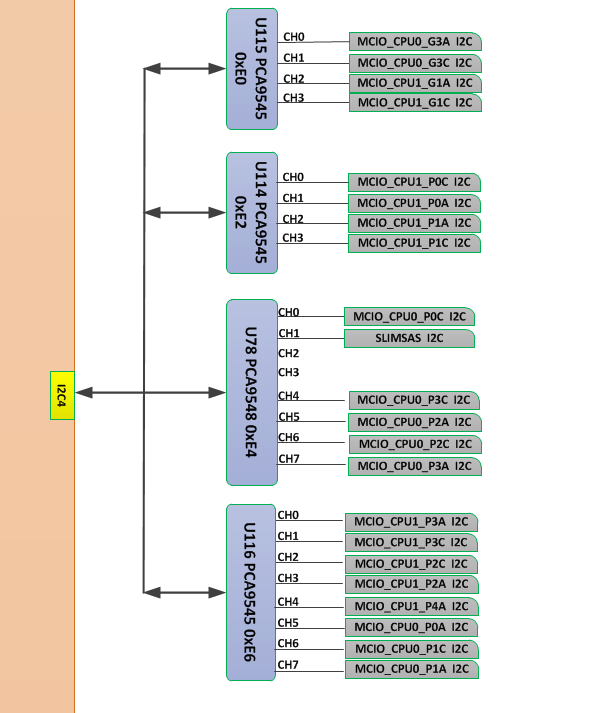 U115 PCA9545
0xE0
CH0
MCIO_CPU0_G3A I2C
CH1
MCIO_CPU0_G3C I2C
CH2
MCIO_CPU1_G1A I2C
CH3
MCIO_CPU1_G1C I2C
U114 PCA9545
0xE2
CH0
MCIO_CPU1_P0C I2C
CH1
MCIO_CPU1_P0A I2C
CH2
MCIO_CPU1_P1A I2C
CH3
MCIO_CPU1_P1C I2C
I2C4
U78 PCA9548 0xE4
CH0
MCIO_CPU0_P0C I2C
CH1
SLIMSAS I2C
CH2
CH3
CH4
MCIO_CPU0_P3C I2C
CH5
MCIO_CPU0_P2A I2C
CH6
MCIO_CPU0_P2C I2C
CH7
MCIO_CPU0_P3A I2C
U116 PCA9545 0xE6
CH0
MCIO_CPU1_P3A I2C
CH1
MCIO_CPU1_P3C I2C
CH2
MCIO_CPU1_P2C I2C
CH3
MCIO_CPU1_P2A I2C
CH4
MCIO_CPU1_P4A I2C
CH5
MCIO_CPU0_P0A I2C
CH6
MCIO_CPU0_P1C I2C
CH7
MCIO_CPU0_P1A I2C